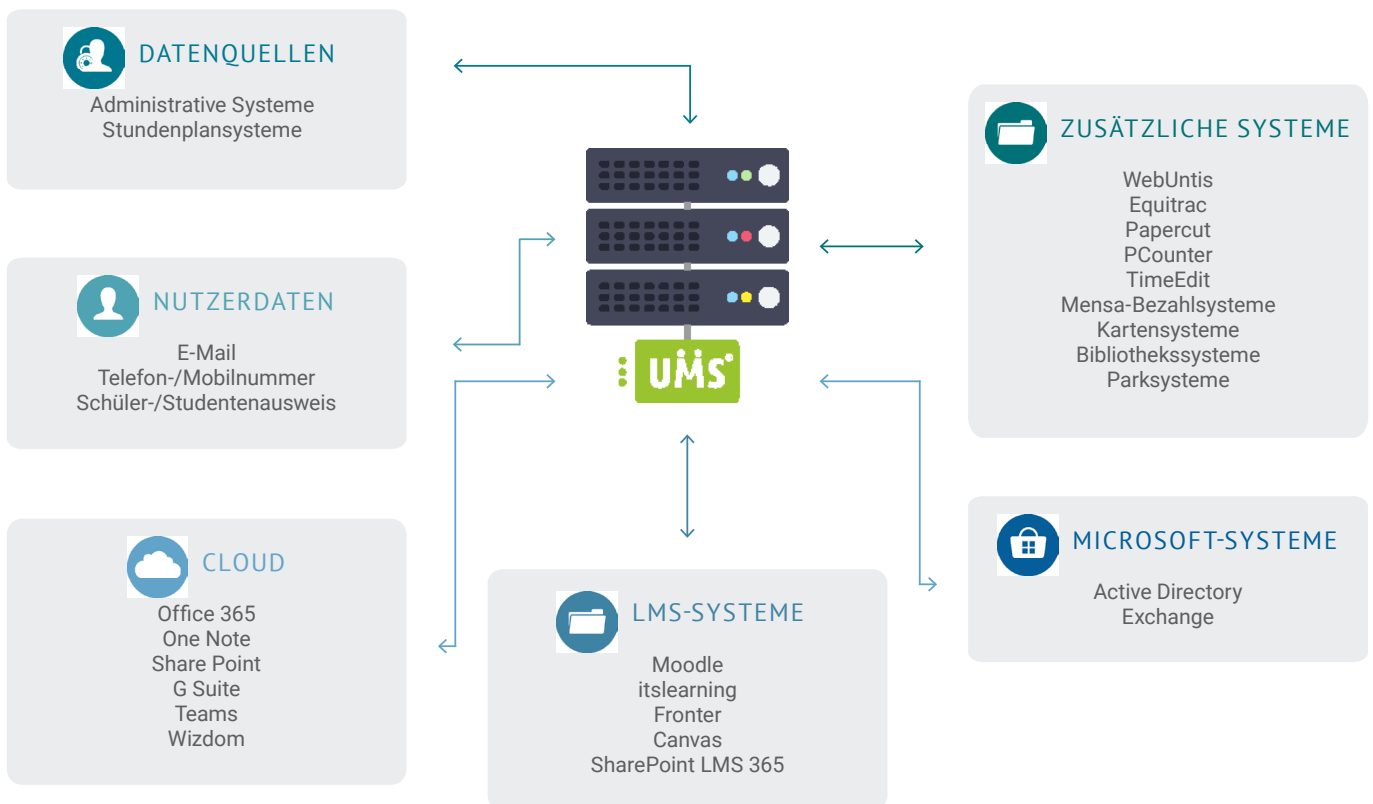 DATENQUELLEN
Administrative Systeme
Stundenplansysteme
NUTZERDATEN
E-Mail
Telefon-/Mobilnummer
Schüler-/Studentenausweis
CLOUD
Office 365
One Note
Share Point
G Suite
Teams
Wizdom
UMS
LMS-SYSTEME
Moodle
itslearning
Fronter
Canvas
SharePoint LMS 365
ZUSÄTZLICHE SYSTEME
WebUntis
Equitrac
Papercut
PCounter
TimeEdit
Mensa-Bezahlsysteme
Kartensysteme
Bibliothekssysteme
Parksysteme
MICROSOFT-SYSTEME
Active Directory
Exchange